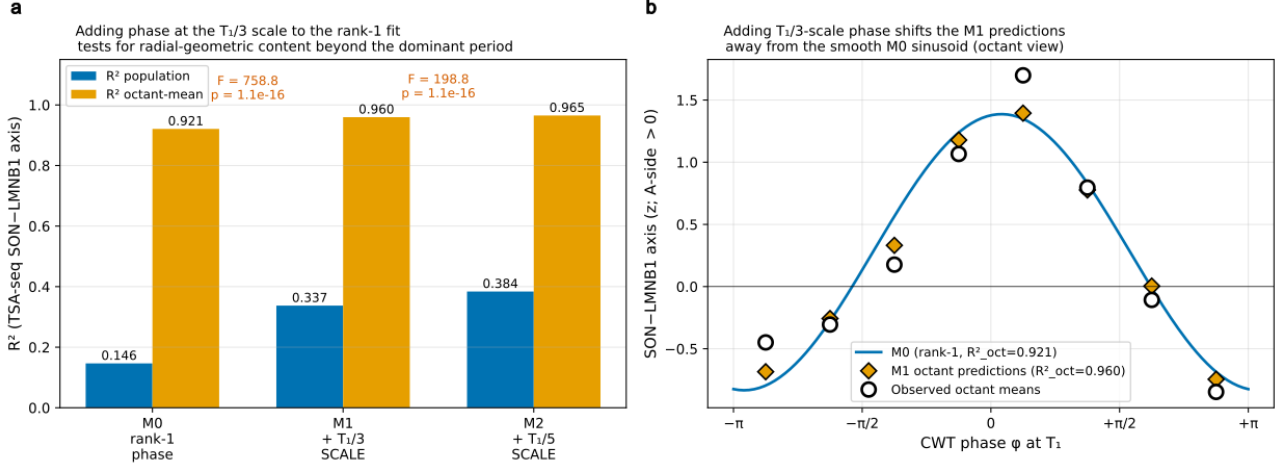 a
Adding phase at the T₁/3 scale to the rank-1 fit
tests for radial-geometric content beyond the dominant period
R² (TSA-seq SON−LMNB1 axis)
1.0
0.8
0.6
0.4
0.2
0.0
R² population
R² octant-mean
F = 758.8
p = 1.1e-16
F = 198.8
p = 1.1e-16
0.146
0.921
0.337
0.960
0.384
0.965
M0
rank-1
phase
M1
+ T₁/3
SCALE
M2
+ T₁/5
SCALE
b
Adding T₁/3-scale phase shifts the M1 predictions
away from the smooth M0 sinusoid (octant view)
SON−LMNB1 axis (z; A-side > 0)
1.5
1.0
0.5
0.0
−0.5
M0 (rank-1, R²_oct=0.921)
M1 octant predictions (R²_oct=0.960)
Observed octant means
−π
−π/2
0
+π/2
+π
CWT phase φ at T₁